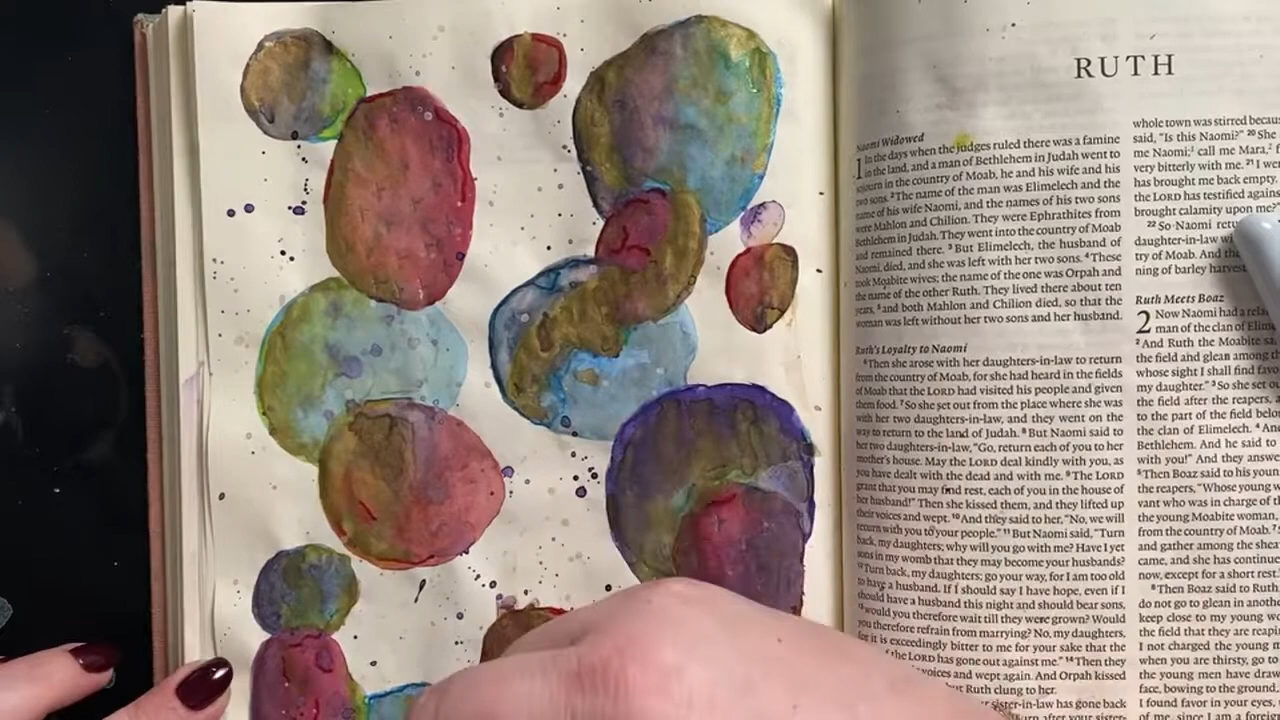 RUTH
Naomi Widowed
1 In the days when the judges ruled there was a famine
in the land, and a man of Bethlehem in Judah went to
sojourn in the country of Moab, he and his wife and his
two sons. 2 The name of the man was Elimelech and the
name of his wife Naomi, and the names of his two sons
were Mahlon and Chilion. They were Ephrathites from
Bethlehem in Judah. They went into the country of Moab
and remained there. 3 But Elimelech, the husband of
Naomi, died, and she was left with her two sons. 4 These
took Moabite wives; the name of the one was Orpah and
the name of the other Ruth. They lived there about ten
years, 5 and both Mahlon and Chilion died, so that the
woman was left without her two sons and her husband.
Ruth's Loyalty to Naomi
6 Then she arose with her daughters-in-law to return
from the country of Moab, for she had heard in the fields
of Moab that the LORD had visited his people and given
them food. 7 So she set out from the place where she was
with her two daughters-in-law, and they went on the
way to return to the land of Judah. 8 But Naomi said to
her two daughters-in-law, "Go, return each of you to her
mother's house. May the LORD deal kindly with you, as
you have dealt with the dead and with me. 9 The LORD
grant that you may find rest, each of you in the house of
her husband!" Then she kissed them, and they lifted up
their voices and wept. 10 And they said to her, "No, we will
return with you to your people." 11 But Naomi said, "Turn
back, my daughters; why will you go with me? Have I yet
sons in my womb that they may become your husbands?
12 Turn back, my daughters; go your way, for I am too old
to have a husband. If I should say I have hope, even if I
should have a husband this night and should bear sons,
13 would you therefore wait till they were grown? Would
you therefore refrain from marrying? No, my daughters,
for it is exceedingly bitter to me for your sake that the
of the LORD has gone out against me." 14 Then they
voices and wept again. And Orpah kissed
but Ruth clung to her.
sister-in-law has gone back
whole town was stirred
said, "Is this Naomi?" 20 She
me Naomi; call me Mara,
very bitterly with me. 21 I
has brought me back empty.
the LORD has testified
brought calamity upon me?"
22 So Naomi
daughter-in-law
try of Moab. And
ning of barley harvest
Ruth Meets Boaz
2 Now Naomi had a
man of the clan of
2 And Ruth the Moabite
the field and glean among
whose sight I shall find
my daughter." 3 So she set
the field after the reapers,
to the part of the field
the clan of Elimelech. 4
Bethlehem. And he said to
with you!" And they
5 Then Boaz said to his
the reapers, "Whose young
vant who was in charge of
the young Moabite woman,
from the country of Moab. 7
and gather among the
came, and she has
now, except for a short rest."
8 Then Boaz said to Ruth
do not go to glean in
keep close to my young
the field that they are
I not charged the young
when you are thirsty, go to
the young men have
face, bowing to the ground,
I found favor in your eyes,
of me, since I am a